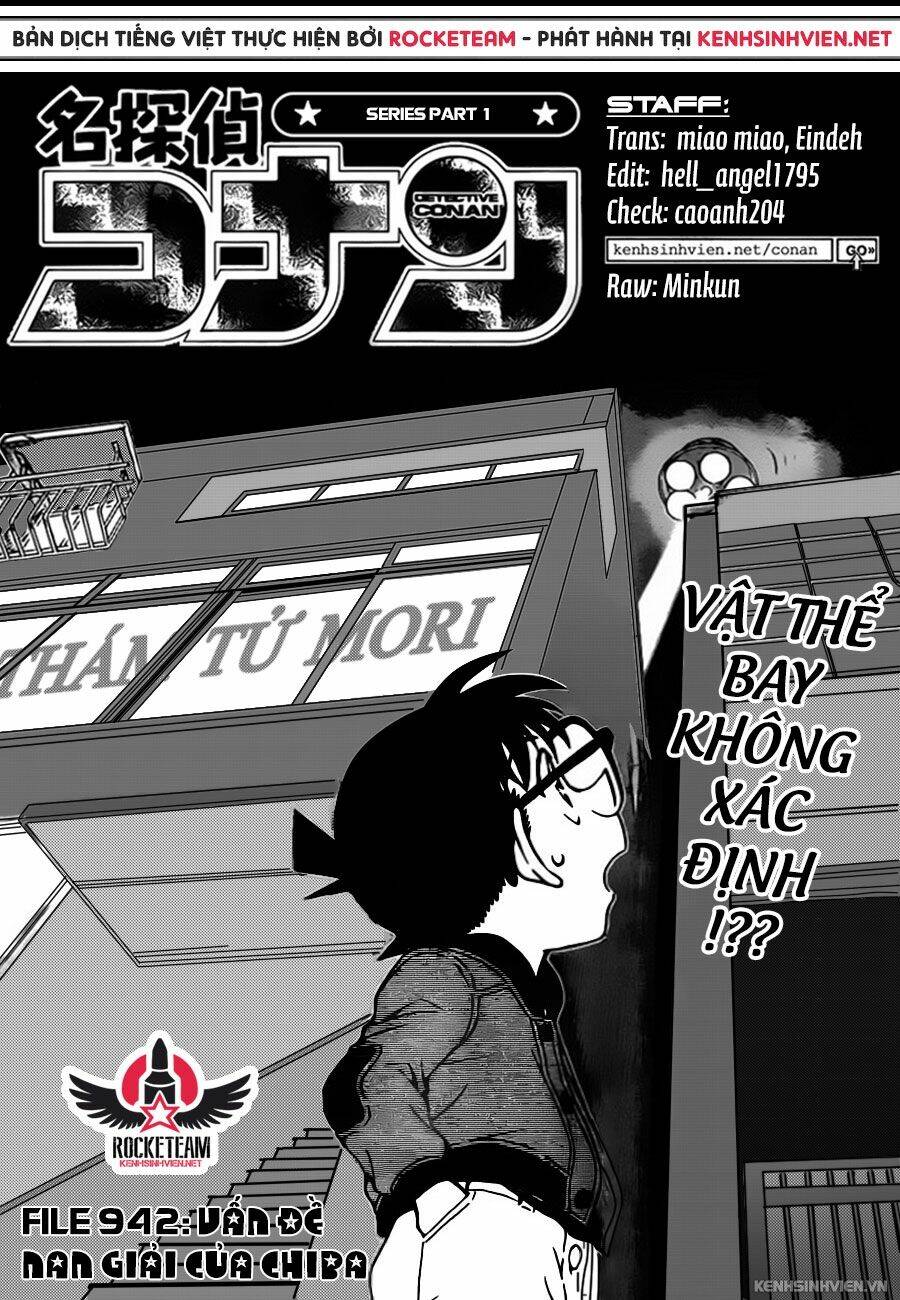 BẢN DỊCH TIẾNG VIỆT THỰC HIỆN BỞI ROCKETEAM - PHÁT HÀNH TẠI KENHSINHVIEN.NET
名探偵
SERIES PART 1
コナン
DETECTIVE
CONAN
STAFF:
Trans: miao miao, Eindeh
Edit: hell_angel1795
Check: caoanh204
kenhsinhvien.net/conan GO»
Raw: Minkun
THÁM TỬ MORI
VẬT THỂ
BAY
KHÔNG
XÁC
ĐỊNH
!??
ROCKETEAM
KENHSINHVIEN.NET
FILE 942: VẤN ĐỀ
NAN GIẢI CỦA CHIBA
KENHSINHVIEN.VN